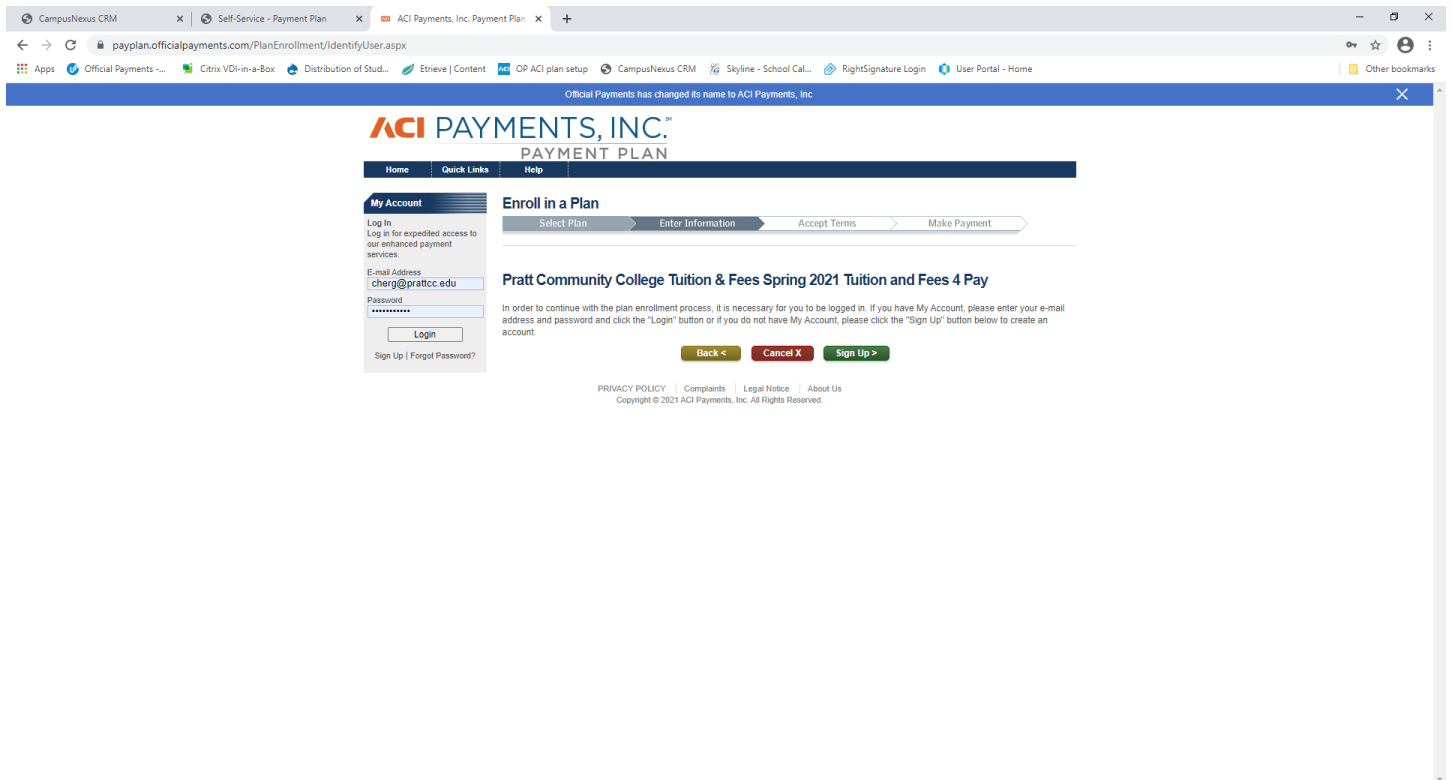 CampusNexus CRM
Self-Service - Payment Plan
ACI Payments, Inc. Payment Plan
payplan.officialpayments.com/PlanEnrollment/IdentifyUser.aspx
Apps Official Payments -... Citrix VDI-in-a-Box Distribution of Stud... Etrieve | Content OP ACI plan setup CampusNexus CRM Skyline - School Cal... RightSignature Login User Portal - Home Other bookmarks
Official Payments has changed its name to ACI Payments, Inc
ACI PAYMENTS, INC.
PAYMENT PLAN
Home Quick Links Help
My Account
Log In
Log in for expedited access to
our enhanced payment
services.
E-mail Address
cherg@prattcc.edu
Password
•••••••••••
Login
Sign Up | Forgot Password?
Enroll in a Plan
Select Plan Enter Information Accept Terms Make Payment
Pratt Community College Tuition & Fees Spring 2021 Tuition and Fees 4 Pay
In order to continue with the plan enrollment process, it is necessary for you to be logged in. If you have My Account, please enter your e-mail
address and password and click the "Login" button or if you do not have My Account, please click the "Sign Up" button below to create an
account.
Back < Cancel X Sign Up >
PRIVACY POLICY | Complaints | Legal Notice | About Us
Copyright © 2021 ACI Payments, Inc. All Rights Reserved.